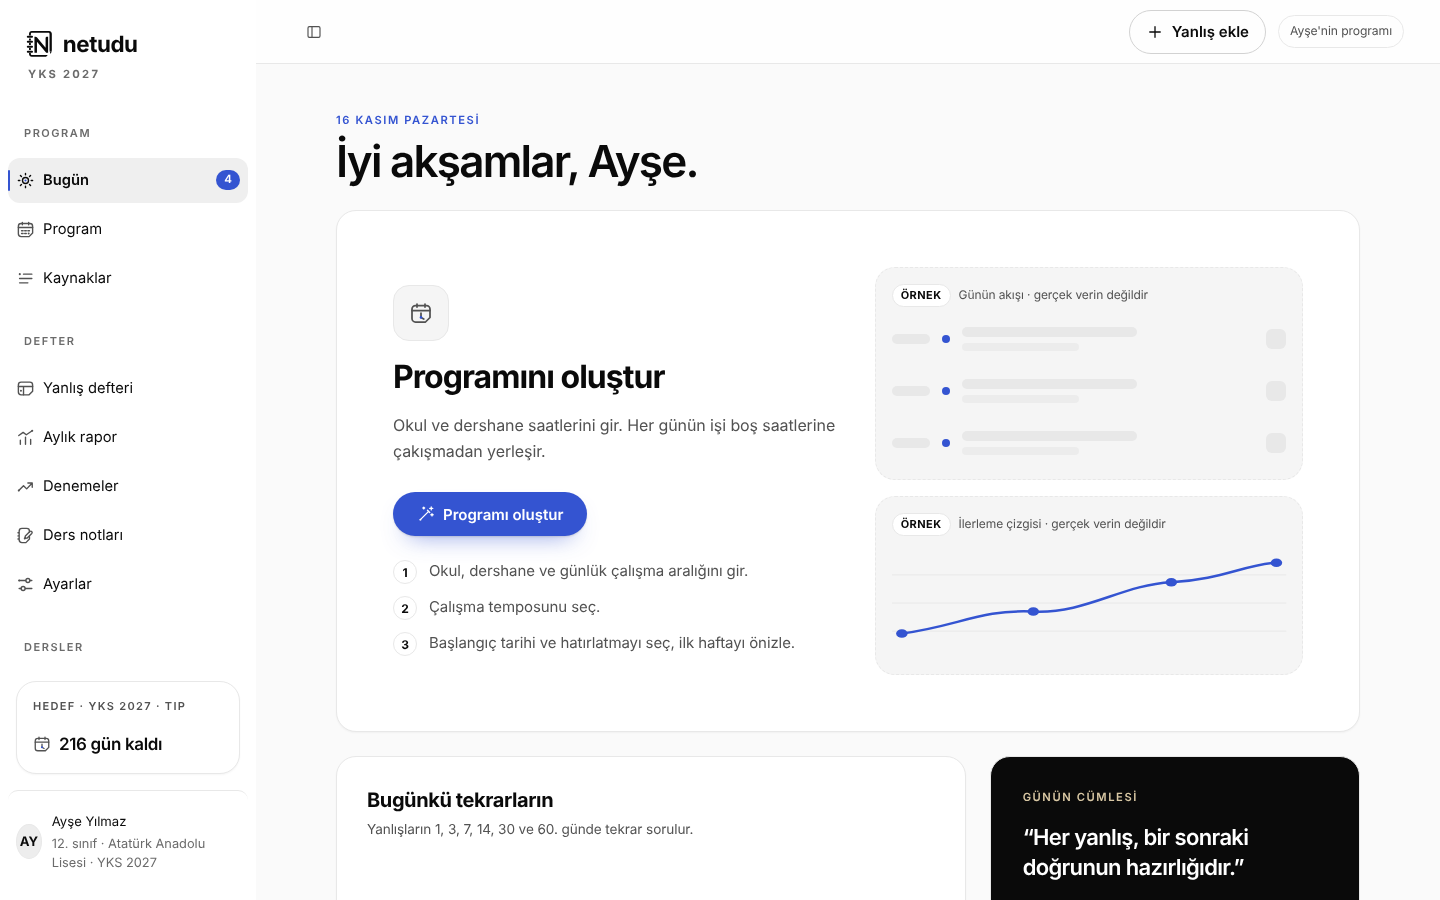 netudu
YKS 2027
PROGRAM
Bugün
4
Program
Kaynaklar
DEFTER
Yanlış defteri
Aylık rapor
Denemeler
Ders notları
Ayarlar
DERSLER
HEDEF · YKS 2027 · TIP
216 gün kaldı
AY
Ayşe Yılmaz
12. sınıf · Atatürk Anadolu
Lisesi · YKS 2027
Yanlış ekle
Ayşe'nin programı
16 KASIM PAZARTESİ
İyi akşamlar, Ayşe.
Programını oluştur
Okul ve dershane saatlerini gir. Her günün işi boş saatlerine
çakışmadan yerleşir.
Programı oluştur
1 Okul, dershane ve günlük çalışma aralığını gir.
2 Çalışma temposunu seç.
3 Başlangıç tarihi ve hatırlatmayı seç, ilk haftayı önizle.
ÖRNEK Günün akışı · gerçek verin değildir
ÖRNEK İlerleme çizgisi · gerçek verin değildir
Bugünkü tekrarların
Yanlışların 1, 3, 7, 14, 30 ve 60. günde tekrar sorulur.
GÜNÜN CÜMLESİ
“Her yanlış, bir sonraki
doğrunun hazırlığıdır.”